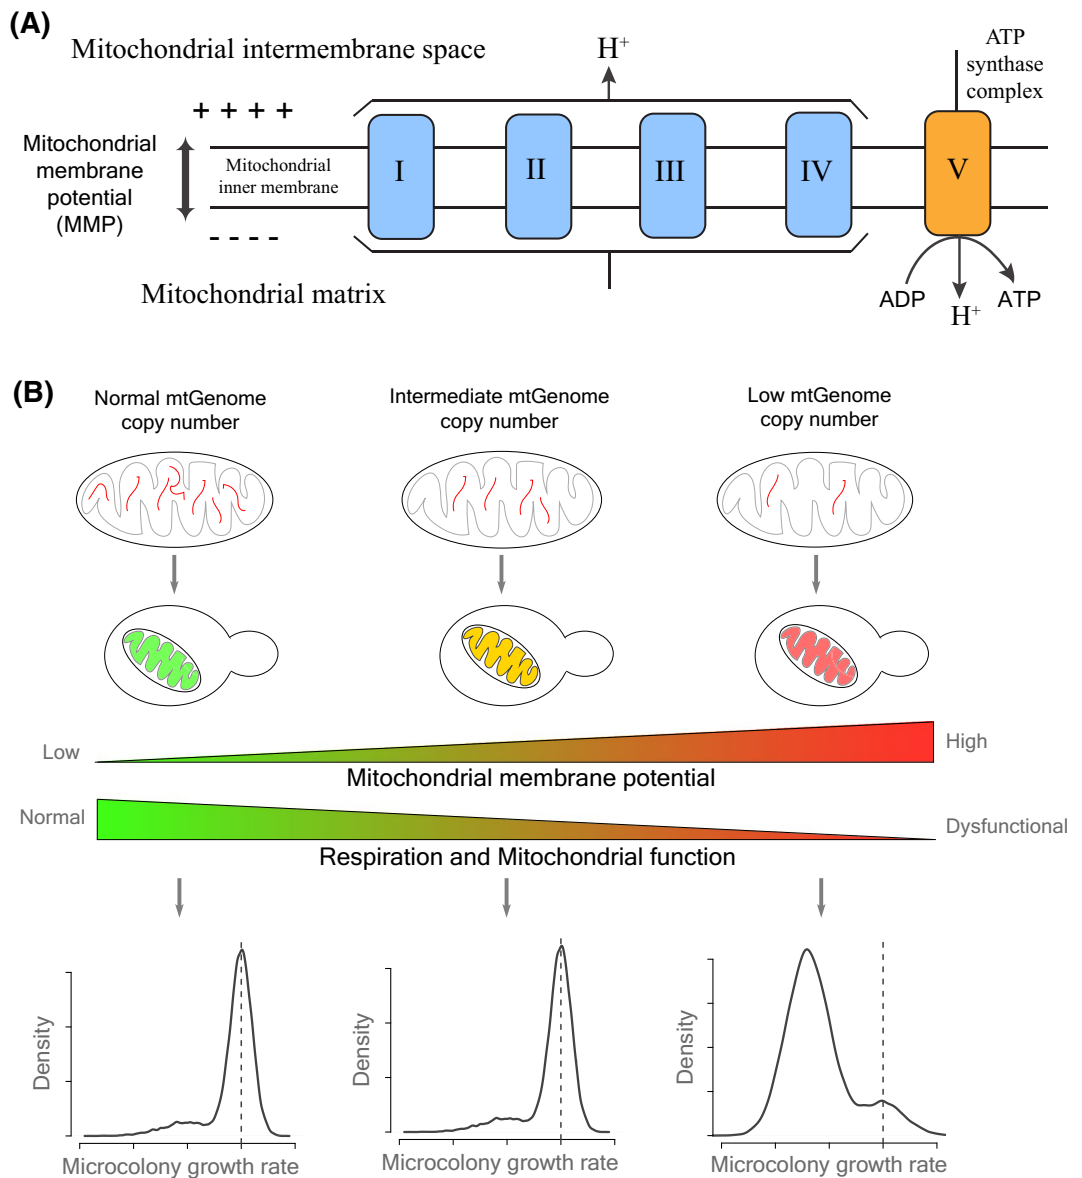 (A)
Mitochondrial intermembrane space
H+
ATP
synthase
complex
+ + + +
Mitochondrial
membrane
potential
(MMP)
Mitochondrial
inner membrane
I
II
III
IV
V
- - - -
Mitochondrial matrix
ADP
H+
ATP
(B)
Normal mtGenome
copy number
Intermediate mtGenome
copy number
Low mtGenome
copy number
Low
High
Mitochondrial membrane potential
Normal
Dysfunctional
Respiration and Mitochondrial function
Density
Microcolony growth rate
Density
Microcolony growth rate
Density
Microcolony growth rate